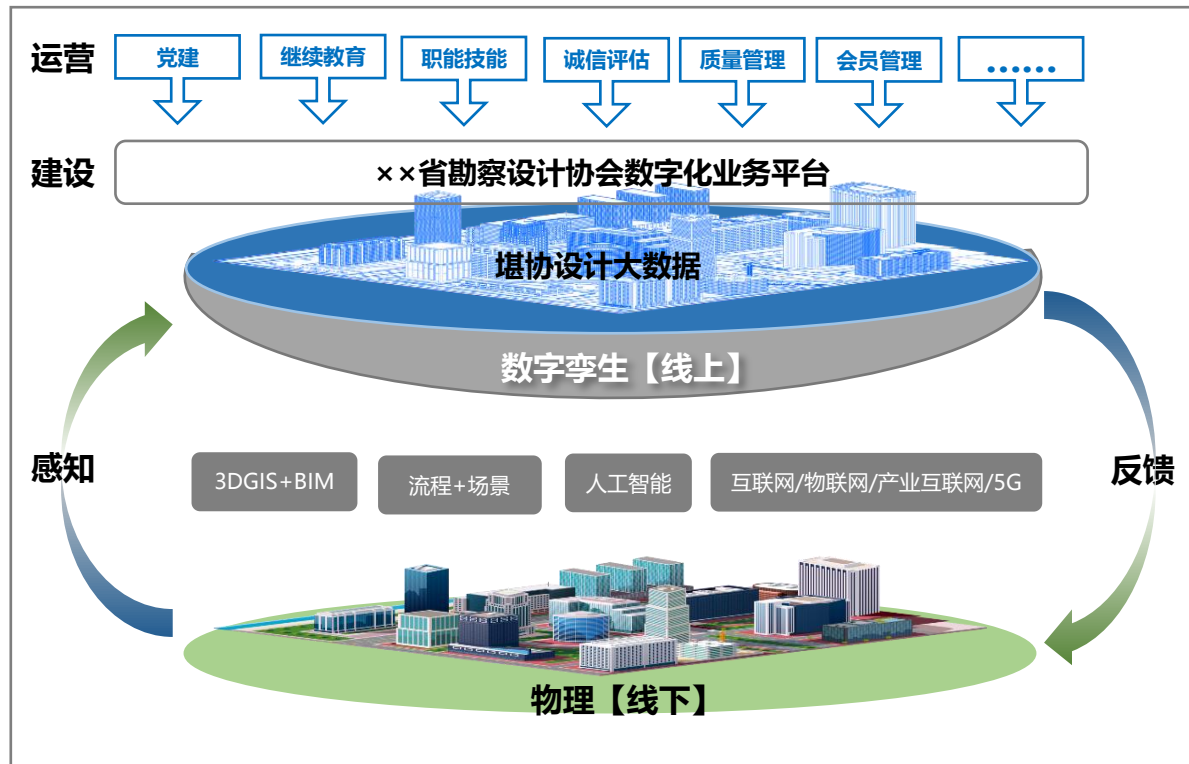 运营
党建
继续教育
职能技能
诚信评估
质量管理
会员管理
……
建设
××省勘察设计协会数字化业务平台
堪协设计大数据
数字孪生【线上】
感知
3DGIS+BIM
流程+场景
人工智能
互联网/物联网/产业互联网/5G
反馈
物理【线下】